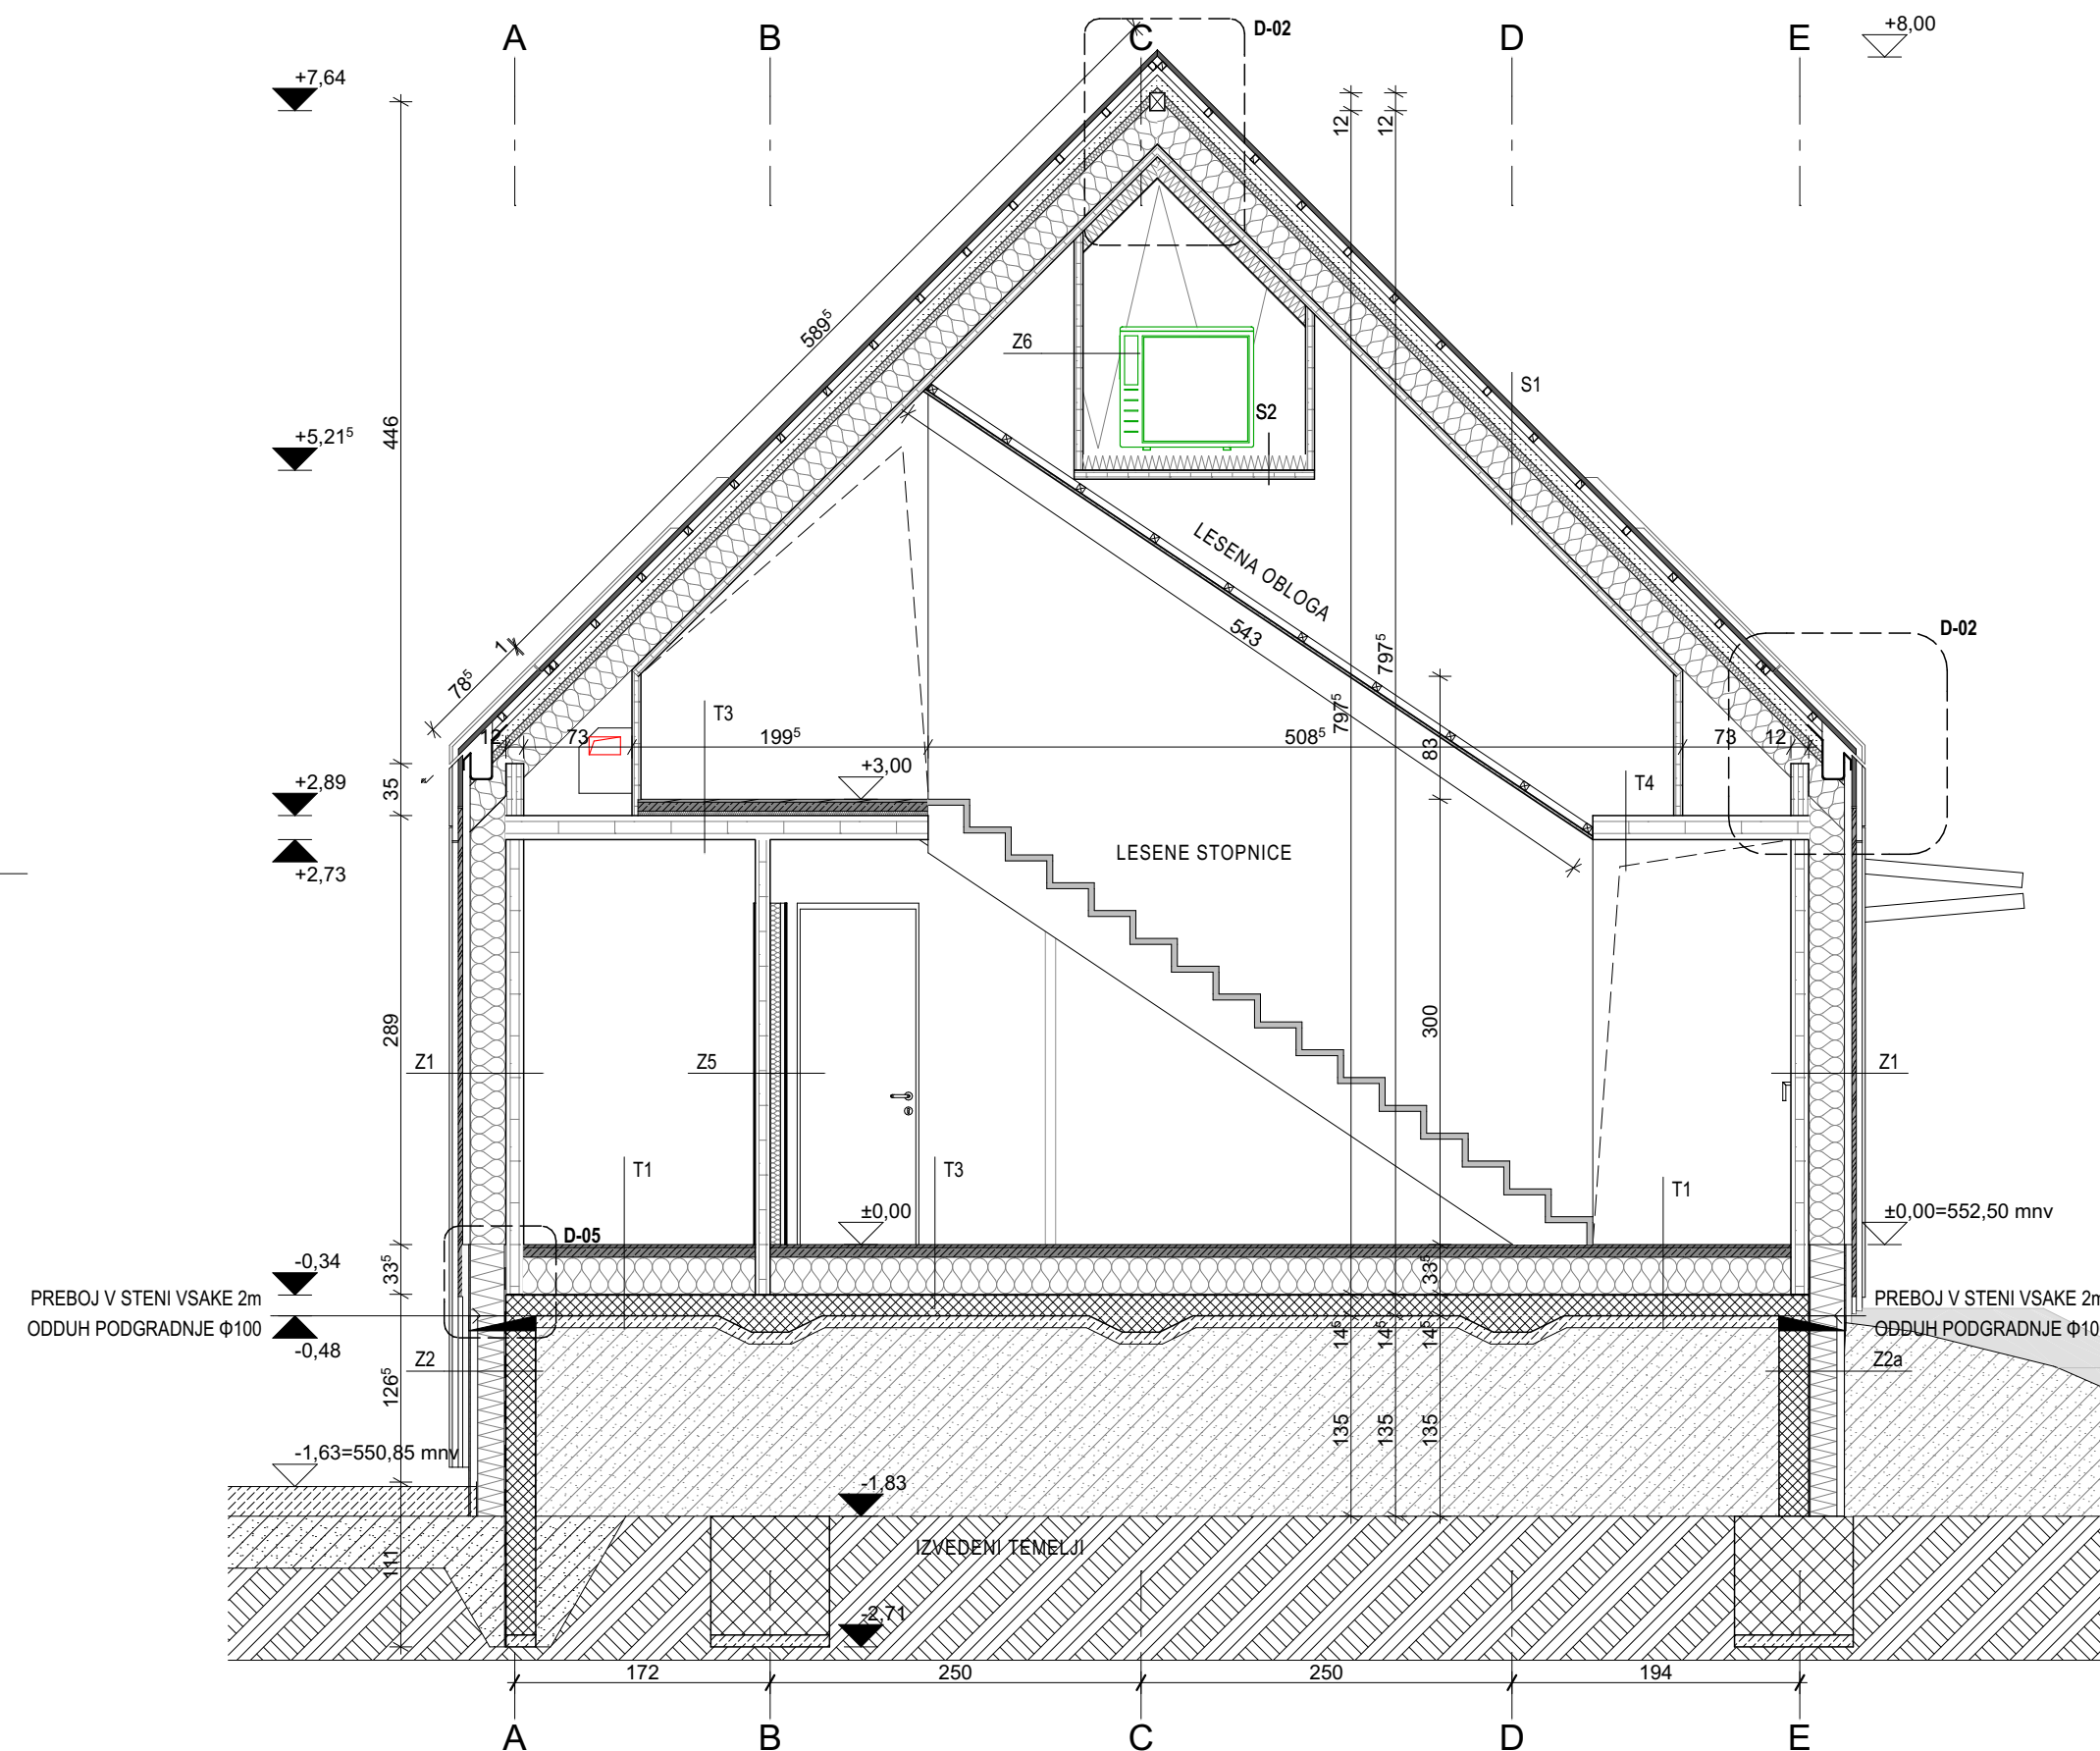 A
B
C
D
E
D-02
+8,00
+7,64
12
12
589⁵
446
+5,21⁵
Z6
S2
S1
LESENA OBLOGA
543
797⁵
797⁵
1
78⁵
D-02
12
73
T3
199⁵
508⁵
83
73
12
T4
+3,00
+2,89
35
+2,73
LESENE STOPNICE
289
300
Z1
Z5
Z1
T1
T3
T1
±0,00
±0,00=552,50 mnv
D-05
-0,34
33⁵
33⁵
PREBOJ V STENI VSAKE 2m
ODDUH PODGRADNJE Φ100
PREBOJ V STENI VSAKE 2m
ODDUH PODGRADNJE Φ10
-0,48
14⁵
14⁵
14⁵
Z2
Z2a
126⁵
135
135
135
-1,63=550,85 mnv
-1,83
111
IZVEDENI TEMELJI
-2,71
172
250
250
194
A
B
C
D
E